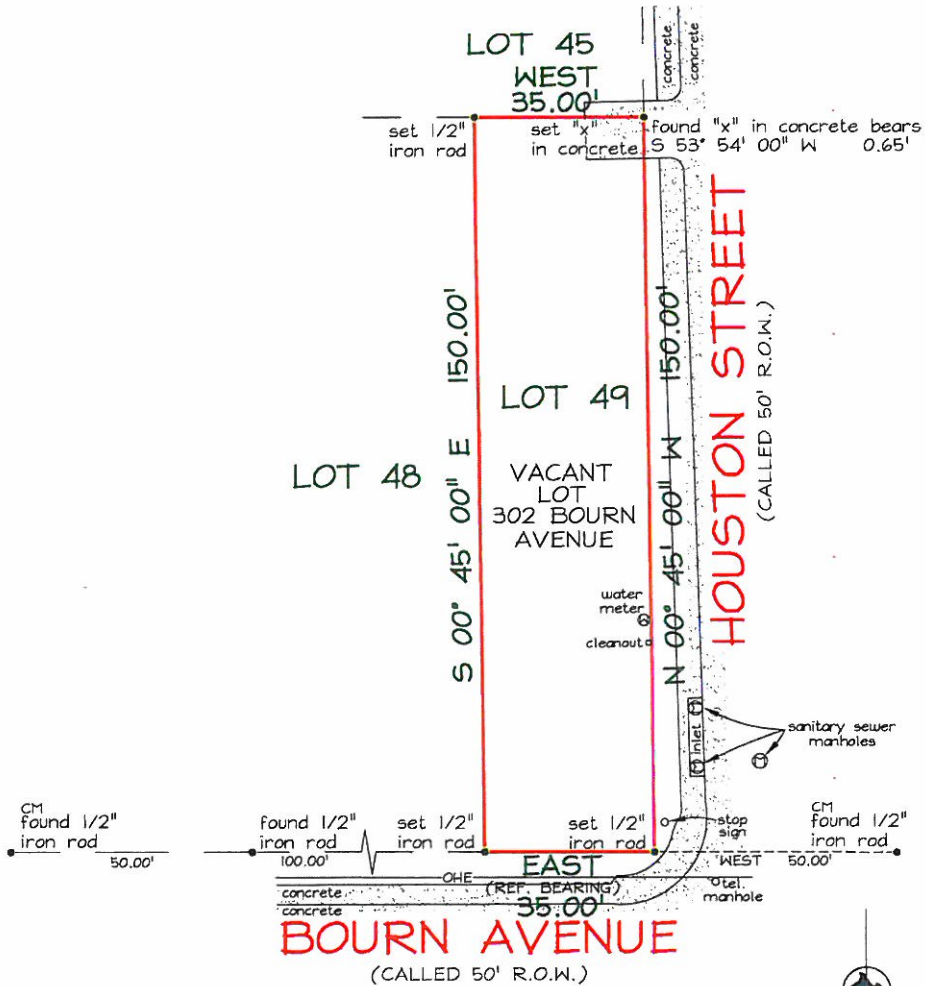 LOT 45
WEST
35.00'
concrete
concrete
set 1/2"
iron rod
set "x"
in concrete
found "x" in concrete bears
S 53° 54' 00" W 0.65'
S 00° 45' 00" E 150.00'
N 00° 45' 00" W 150.00'
HOUSTON STREET
(CALLED 50' R.O.W.)
LOT 49
LOT 48
VACANT
LOT
302 BOURN
AVENUE
water
meter
cleanout
inlet
sanitary sewer
manholes
CM
found 1/2"
iron rod
50.00'
found 1/2"
iron rod
100.00'
set 1/2"
iron rod
set 1/2"
iron rod
stop
sign
CM
found 1/2"
iron rod
WEST 50.00'
EAST
(REF. BEARING)
35.00'
OHE
tel.
manhole
concrete
concrete
BOURN AVENUE
(CALLED 50' R.O.W.)